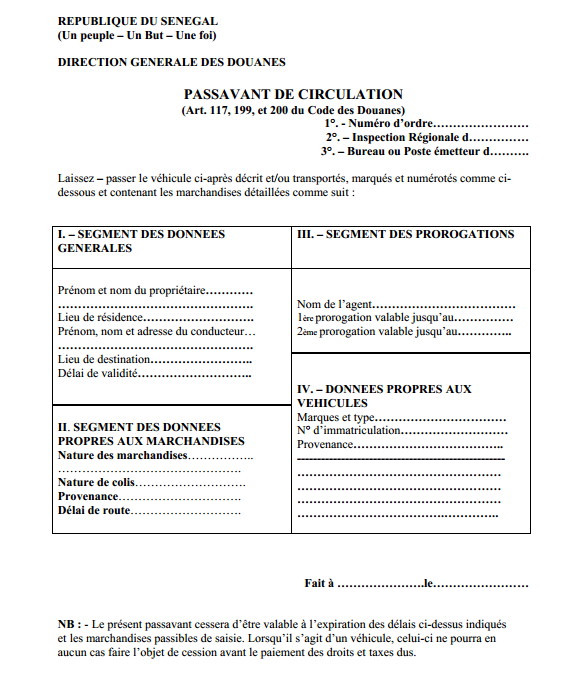 REPUBLIQUE DU SENEGAL
(Un peuple – Un But – Une foi)
DIRECTION GENERALE DES DOUANES
PASSAVANT DE CIRCULATION
(Art. 117, 199, et 200 du Code des Douanes)
1°. - Numéro d’ordre……………………
2°. – Inspection Régionale d……………
3°. – Bureau ou Poste émetteur d……….
Laissez – passer le véhicule ci-après décrit et/ou transportés, marqués et numérotés comme ci-
dessous et contenant les marchandises détaillées comme suit :
I. – SEGMENT DES DONNEES
GENERALES
Prénom et nom du propriétaire…………
…………………………………………….
Lieu de résidence……………………….
Prénom, nom et adresse du conducteur…
…………………………………………….
Lieu de destination……………………..
Délai de validité………………………..
II. SEGMENT DES DONNEES
PROPRES AUX MARCHANDISES
Nature des marchandises……………..
………………………………………….
Nature de colis……………………….
Provenance…………………………..
Délai de route………………………..
III. – SEGMENT DES PROROGATIONS
Nom de l’agent………………………………
1ère prorogation valable jusqu’au……………
2ème prorogation valable jusqu’au…………..
IV. – DONNEES PROPRES AUX
VEHICULES
Marques et type……………………………
N° d’immatriculation………………………
Provenance………………………………..
………………………………………………
………………………………………………
………………………………………………
………………………………….…………..
Fait à ………………….le……………………
NB : - Le présent passavant cessera d’être valable à l’expiration des délais ci-dessus indiqués
et les marchandises passibles de saisie. Lorsqu’il s’agit d’un véhicule, celui-ci ne pourra en
aucun cas faire l’objet de cession avant le paiement des droits et taxes dus.